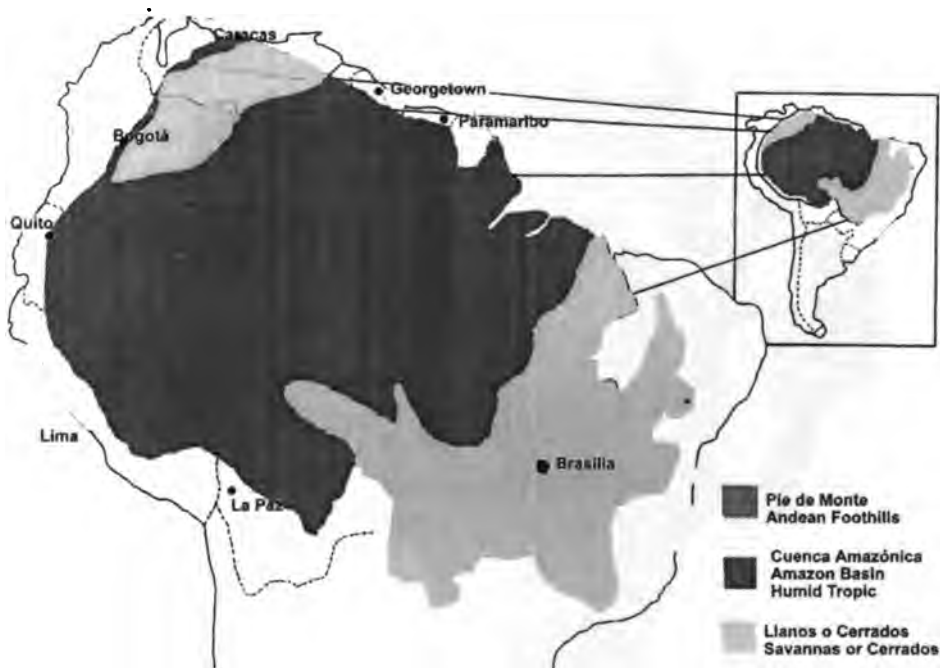 Caracas
Georgetown
Paramaribo
Bogotá
Quito
Lima
La Paz
Brasilia
Pie de Monte
Andean Foothills
Cuenca Amazónica
Amazon Basin
Humid Tropic
Llanos o Cerrados
Savannas or Cerrados